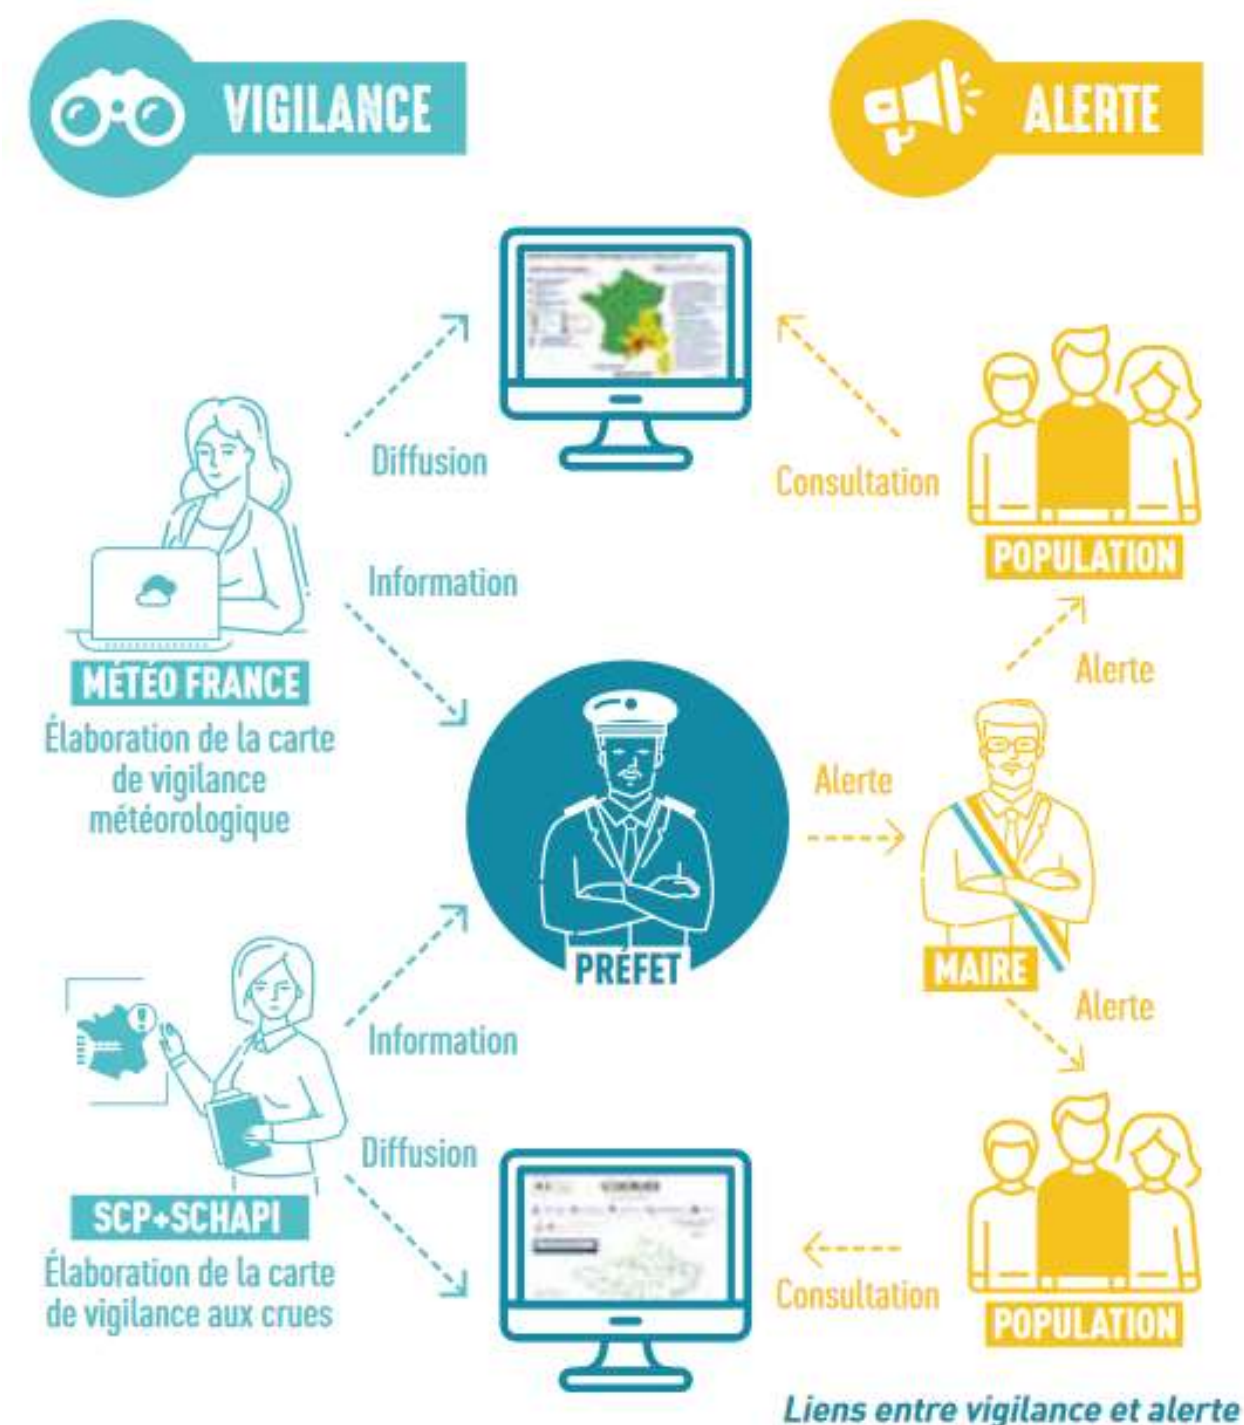 VIGILANCE
ALERTE
Diffusion
Consultation
POPULATION
Information
MÉTÉO FRANCE
Élaboration de la carte
de vigilance
météorologique
Alerte
Alerte
PRÉFET
MAIRE
Alerte
Information
Diffusion
SCP+SCHAPI
Élaboration de la carte
de vigilance aux crues
Consultation
POPULATION
Liens entre vigilance et alerte